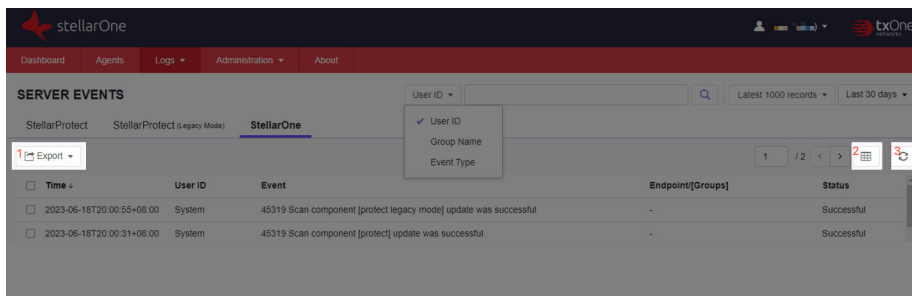 stellarOne
txOne
networks
Dashboard Agents Logs Administration About
SERVER EVENTS
User ID
Latest 1000 records
Last 30 days
User ID
Group Name
Event Type
StellarProtect StellarProtect (Legacy Mode) StellarOne
1 Export
1 / 2
2
3
Time User ID Event Endpoint/[Groups] Status
2023-06-18T20:00:55+08:00 System 45319 Scan component [protect legacy mode] update was successful - Successful
2023-06-18T20:00:31+08:00 System 45319 Scan component [protect] update was successful - Successful